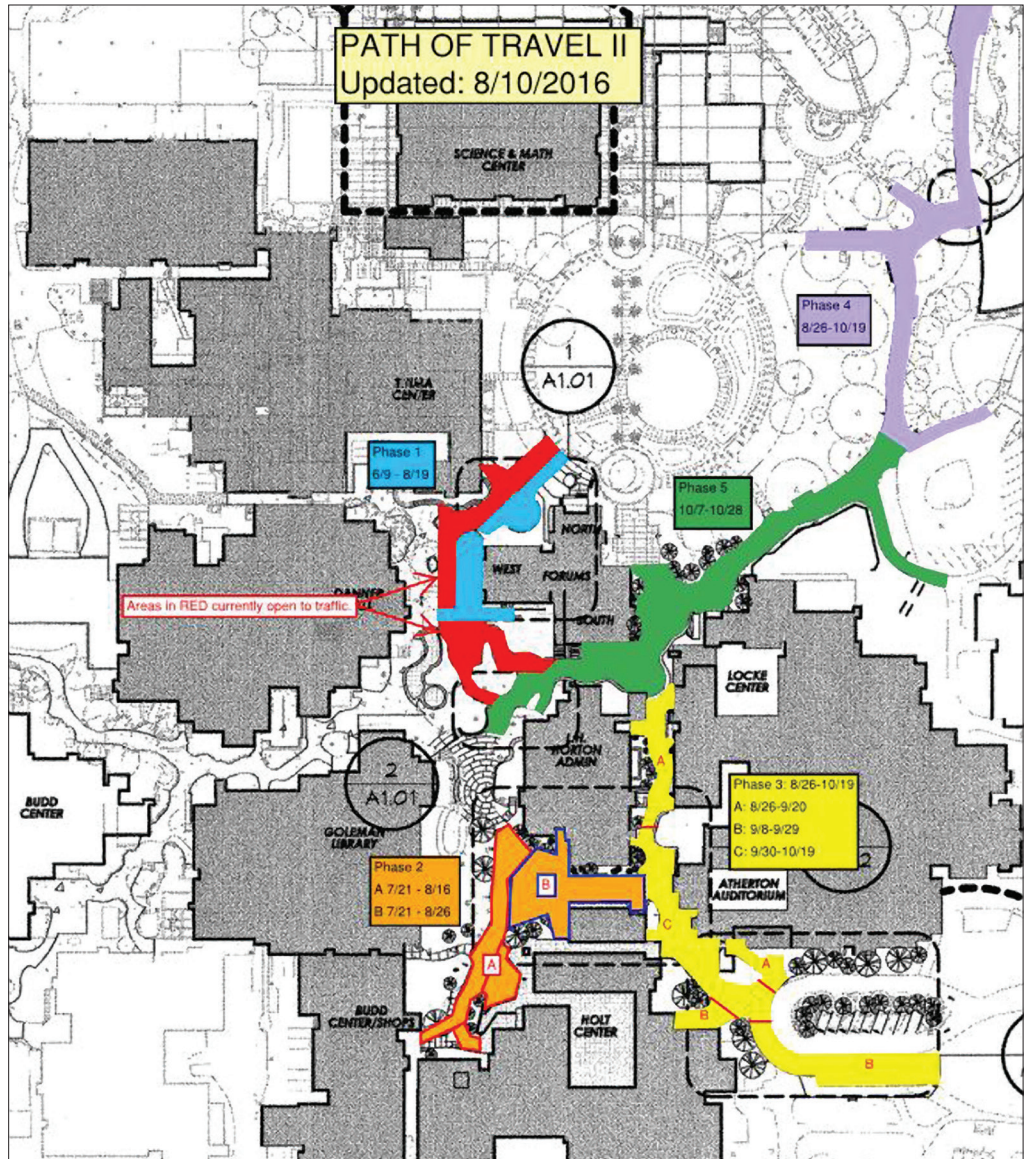 PATH OF TRAVEL II
Updated: 8/10/2016
SCIENCE & MATH
CENTER
Phase 4
8/26-10/19
1
A1.01
CENTER
Phase 1
6/9 - 8/19
Phase 5
10/7-10/28
NORTH
WEST
FORUMS
DANNER
Areas in RED currently open to traffic.
SOUTH
LOCKE
CENTER
HORTON
ADMIN
2
A1.01
A
Phase 3: 8/26-10/19
A: 8/26-9/20
B: 9/8-9/29
C: 9/30-10/19
BUDD
CENTER
GOLEMAN
LIBRARY
Phase 2
A 7/21 - 8/16
B 7/21 - 8/26
B
2
ATHERTON
AUDITORIUM
C
A
A
BUDD
CENTER/SHOPS
HOLT
CENTER
B
B